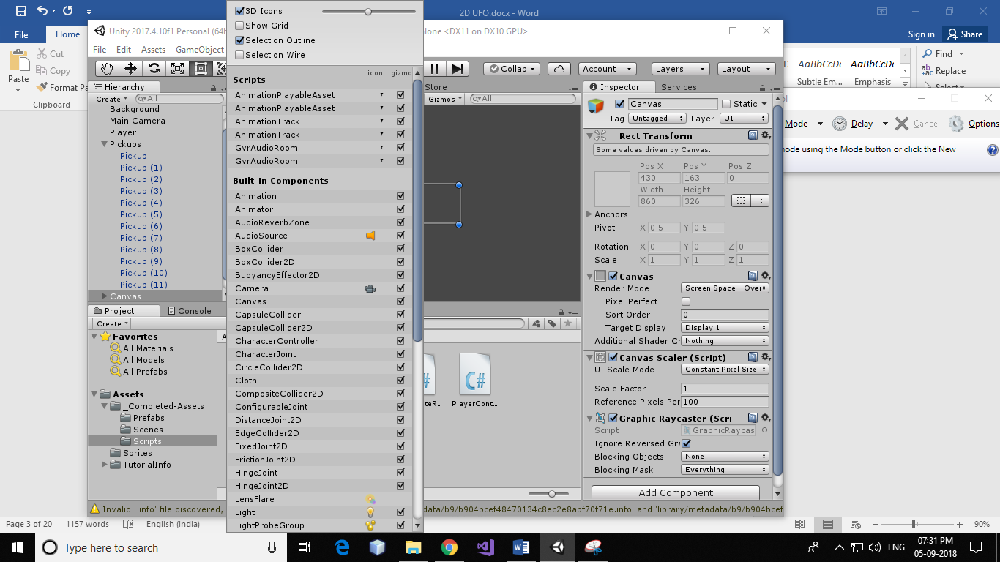 2D UFO.docx - Word
File
Home
Sign in
Share
Paste
Cut
Copy
Format Pa
Clipboard
Subtle Em...
Emphasis
Find
Replace
Unity 2017.4.10f1 Personal (64b
lone <DX11 on DX10 GPU>
File Edit Assets GameObject
Collab
Account
Layers
Layout
3D Icons
Show Grid
Selection Outline
Selection Wire
icon gizmo
Scripts
AnimationPlayableAsset
AnimationPlayableAsset
AnimationTrack
AnimationTrack
GvrAudioRoom
GvrAudioRoom
Built-in Components
Animation
Animator
AudioReverbZone
AudioSource
BoxCollider
BoxCollider2D
BuoyancyEffector2D
Camera
Canvas
CapsuleCollider
CapsuleCollider2D
CharacterController
CharacterJoint
CircleCollider2D
Cloth
CompositeCollider2D
ConfigurableJoint
DistanceJoint2D
EdgeCollider2D
FixedJoint2D
FrictionJoint2D
HingeJoint
HingeJoint2D
LensFlare
Light
LightProbeGroup
Hierarchy
Create
All
Background
Main Camera
Player
Pickups
Pickup
Pickup (1)
Pickup (2)
Pickup (3)
Pickup (4)
Pickup (5)
Pickup (6)
Pickup (7)
Pickup (8)
Pickup (9)
Pickup (10)
Pickup (11)
Canvas
Store
Gizmos
All
Project
Console
Create
Favorites
All Materials
All Models
All Prefabs
Assets
_Completed-Assets
Prefabs
Scenes
Scripts
Sprites
TutorialInfo
teR...
PlayerCont...
C#
Inspector
Services
Canvas
Static
Tag Untagged Layer UI
Rect Transform
Some values driven by Canvas.
Pos X Pos Y Pos Z
430 163 0
Width Height
860 326
R
Anchors
Pivot X 0.5 Y 0.5
Rotation X 0 Y 0 Z 0
Scale X 1 Y 1 Z 1
Canvas
Render Mode Screen Space - Over
Pixel Perfect
Sort Order 0
Target Display Display 1
Additional Shader Ch Nothing
Canvas Scaler (Script)
UI Scale Mode Constant Pixel Size
Scale Factor 1
Reference Pixels Per 100
Graphic Raycaster (Scri
Script GraphicRaycas
Ignore Reversed Gra
Blocking Objects None
Blocking Mask Everything
Add Component
Mode
Delay
Cancel
Options
mode using the Mode button or click the New
Invalid '.info' file discovered,
data/b9/b904bcef48470134c8ec2e8abf70f71e.info' and 'library/metadata/b9/b904bcef
Page 3 of 20 1157 words English (India)
90%
Type here to search
ENG
07:31 PM
05-09-2018